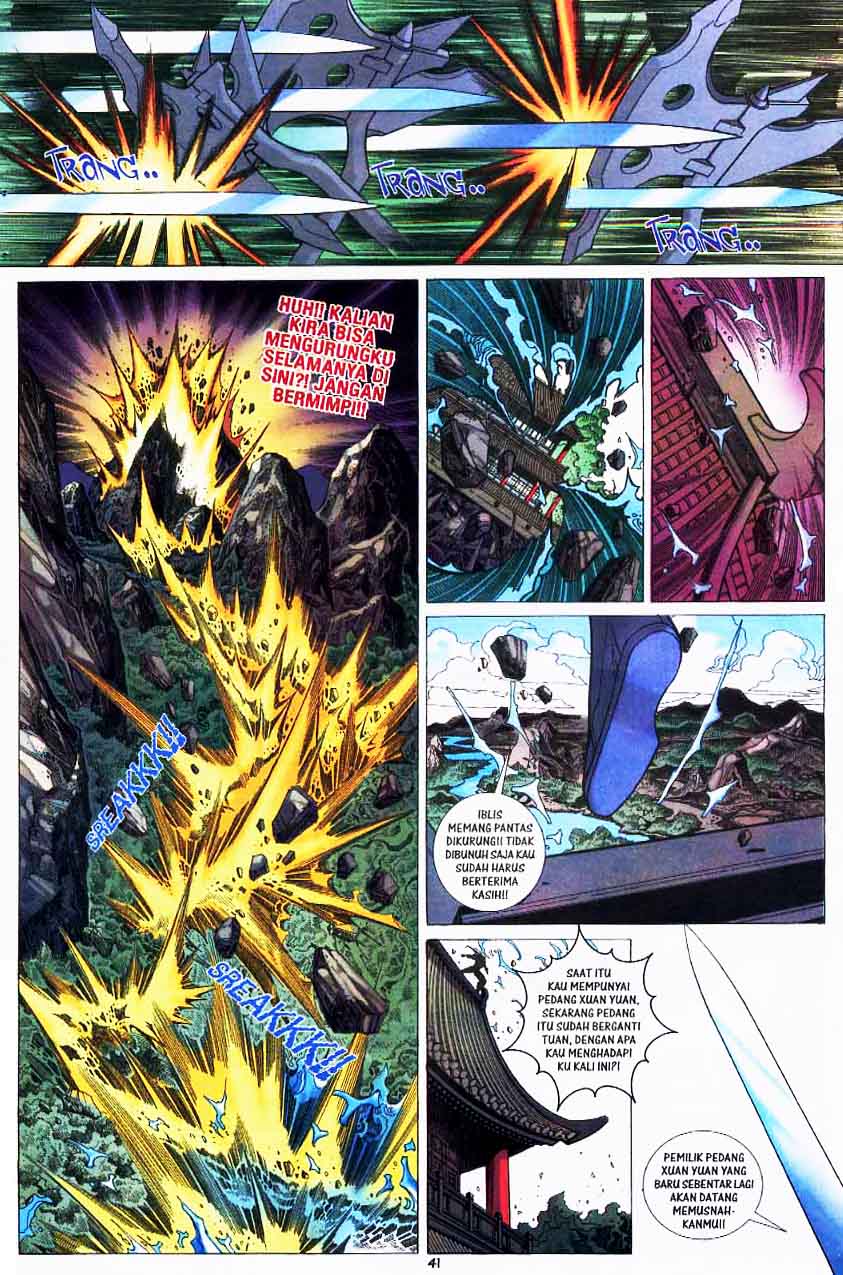 TRANG..
TRANG..
TRANG..
HUH!! KALIAN
KIRA BISA
MENGURUNGKU
SELAMANYA DI
SINI?! JANGAN
BERMIMPI!!
SREAKKK!!
SREAKKK!!
IBLIS
MEMANG PANTAS
DIKURUNG!! TIDAK
DIBUNUH SAJA KAU
SUDAH HARUS
BERTERIMA
KASIH!!
SAAT ITU
KAU MEMPUNYAI
PEDANG XUAN YUAN,
SEKARANG PEDANG
ITU SUDAH BERGANTI
TUAN, DENGAN APA
KAU MENGHADAPI
KU KALI INI?!
PEMILIK PEDANG
XUAN YUAN YANG
BARU SEBENTAR LAGI
AKAN DATANG
MEMUSNAH-
KANMU!!
41